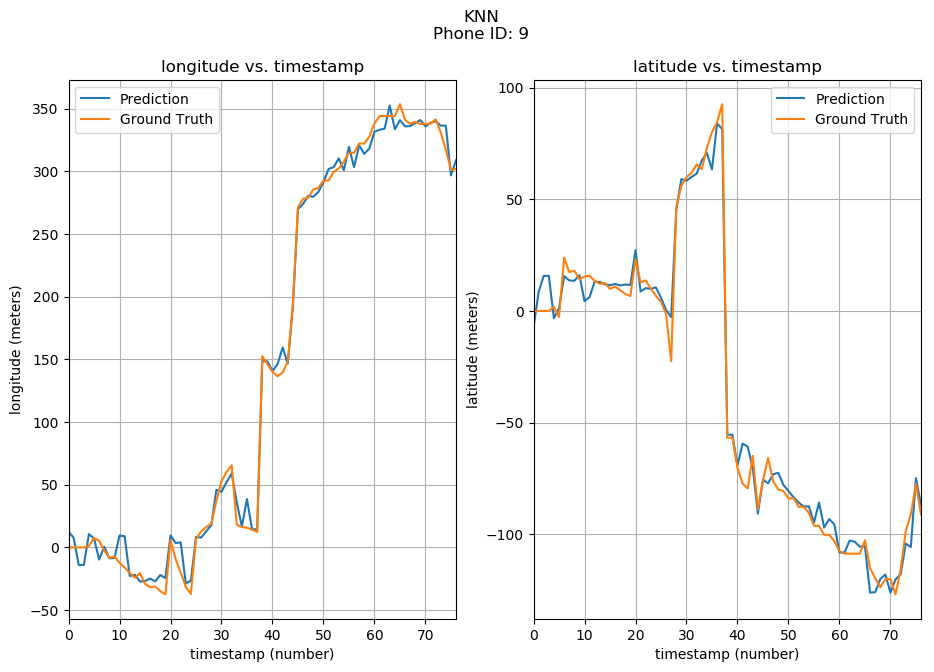 KNN
Phone ID: 9
longitude vs. timestamp
Prediction
Ground Truth
350
300
250
200
150
100
50
0
−50
0 10 20 30 40 50 60 70
timestamp (number)
longitude (meters)
latitude vs. timestamp
Prediction
Ground Truth
100
50
0
−50
−100
0 10 20 30 40 50 60 70
timestamp (number)
latitude (meters)